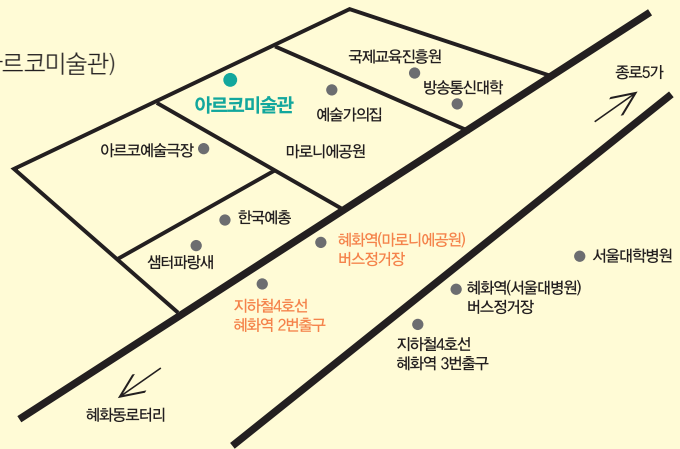 아르코미술관)
국제교육진흥원
종로5가
방송통신대학
아르코미술관
예술가의집
아르코예술극장
마로니에공원
한국예총
혜화역(마로니에공원)
버스정거장
서울대학병원
샘터파랑새
혜화역(서울대병원)
버스정거장
지하철4호선
혜화역 2번출구
지하철4호선
혜화역 3번출구
혜화동로터리